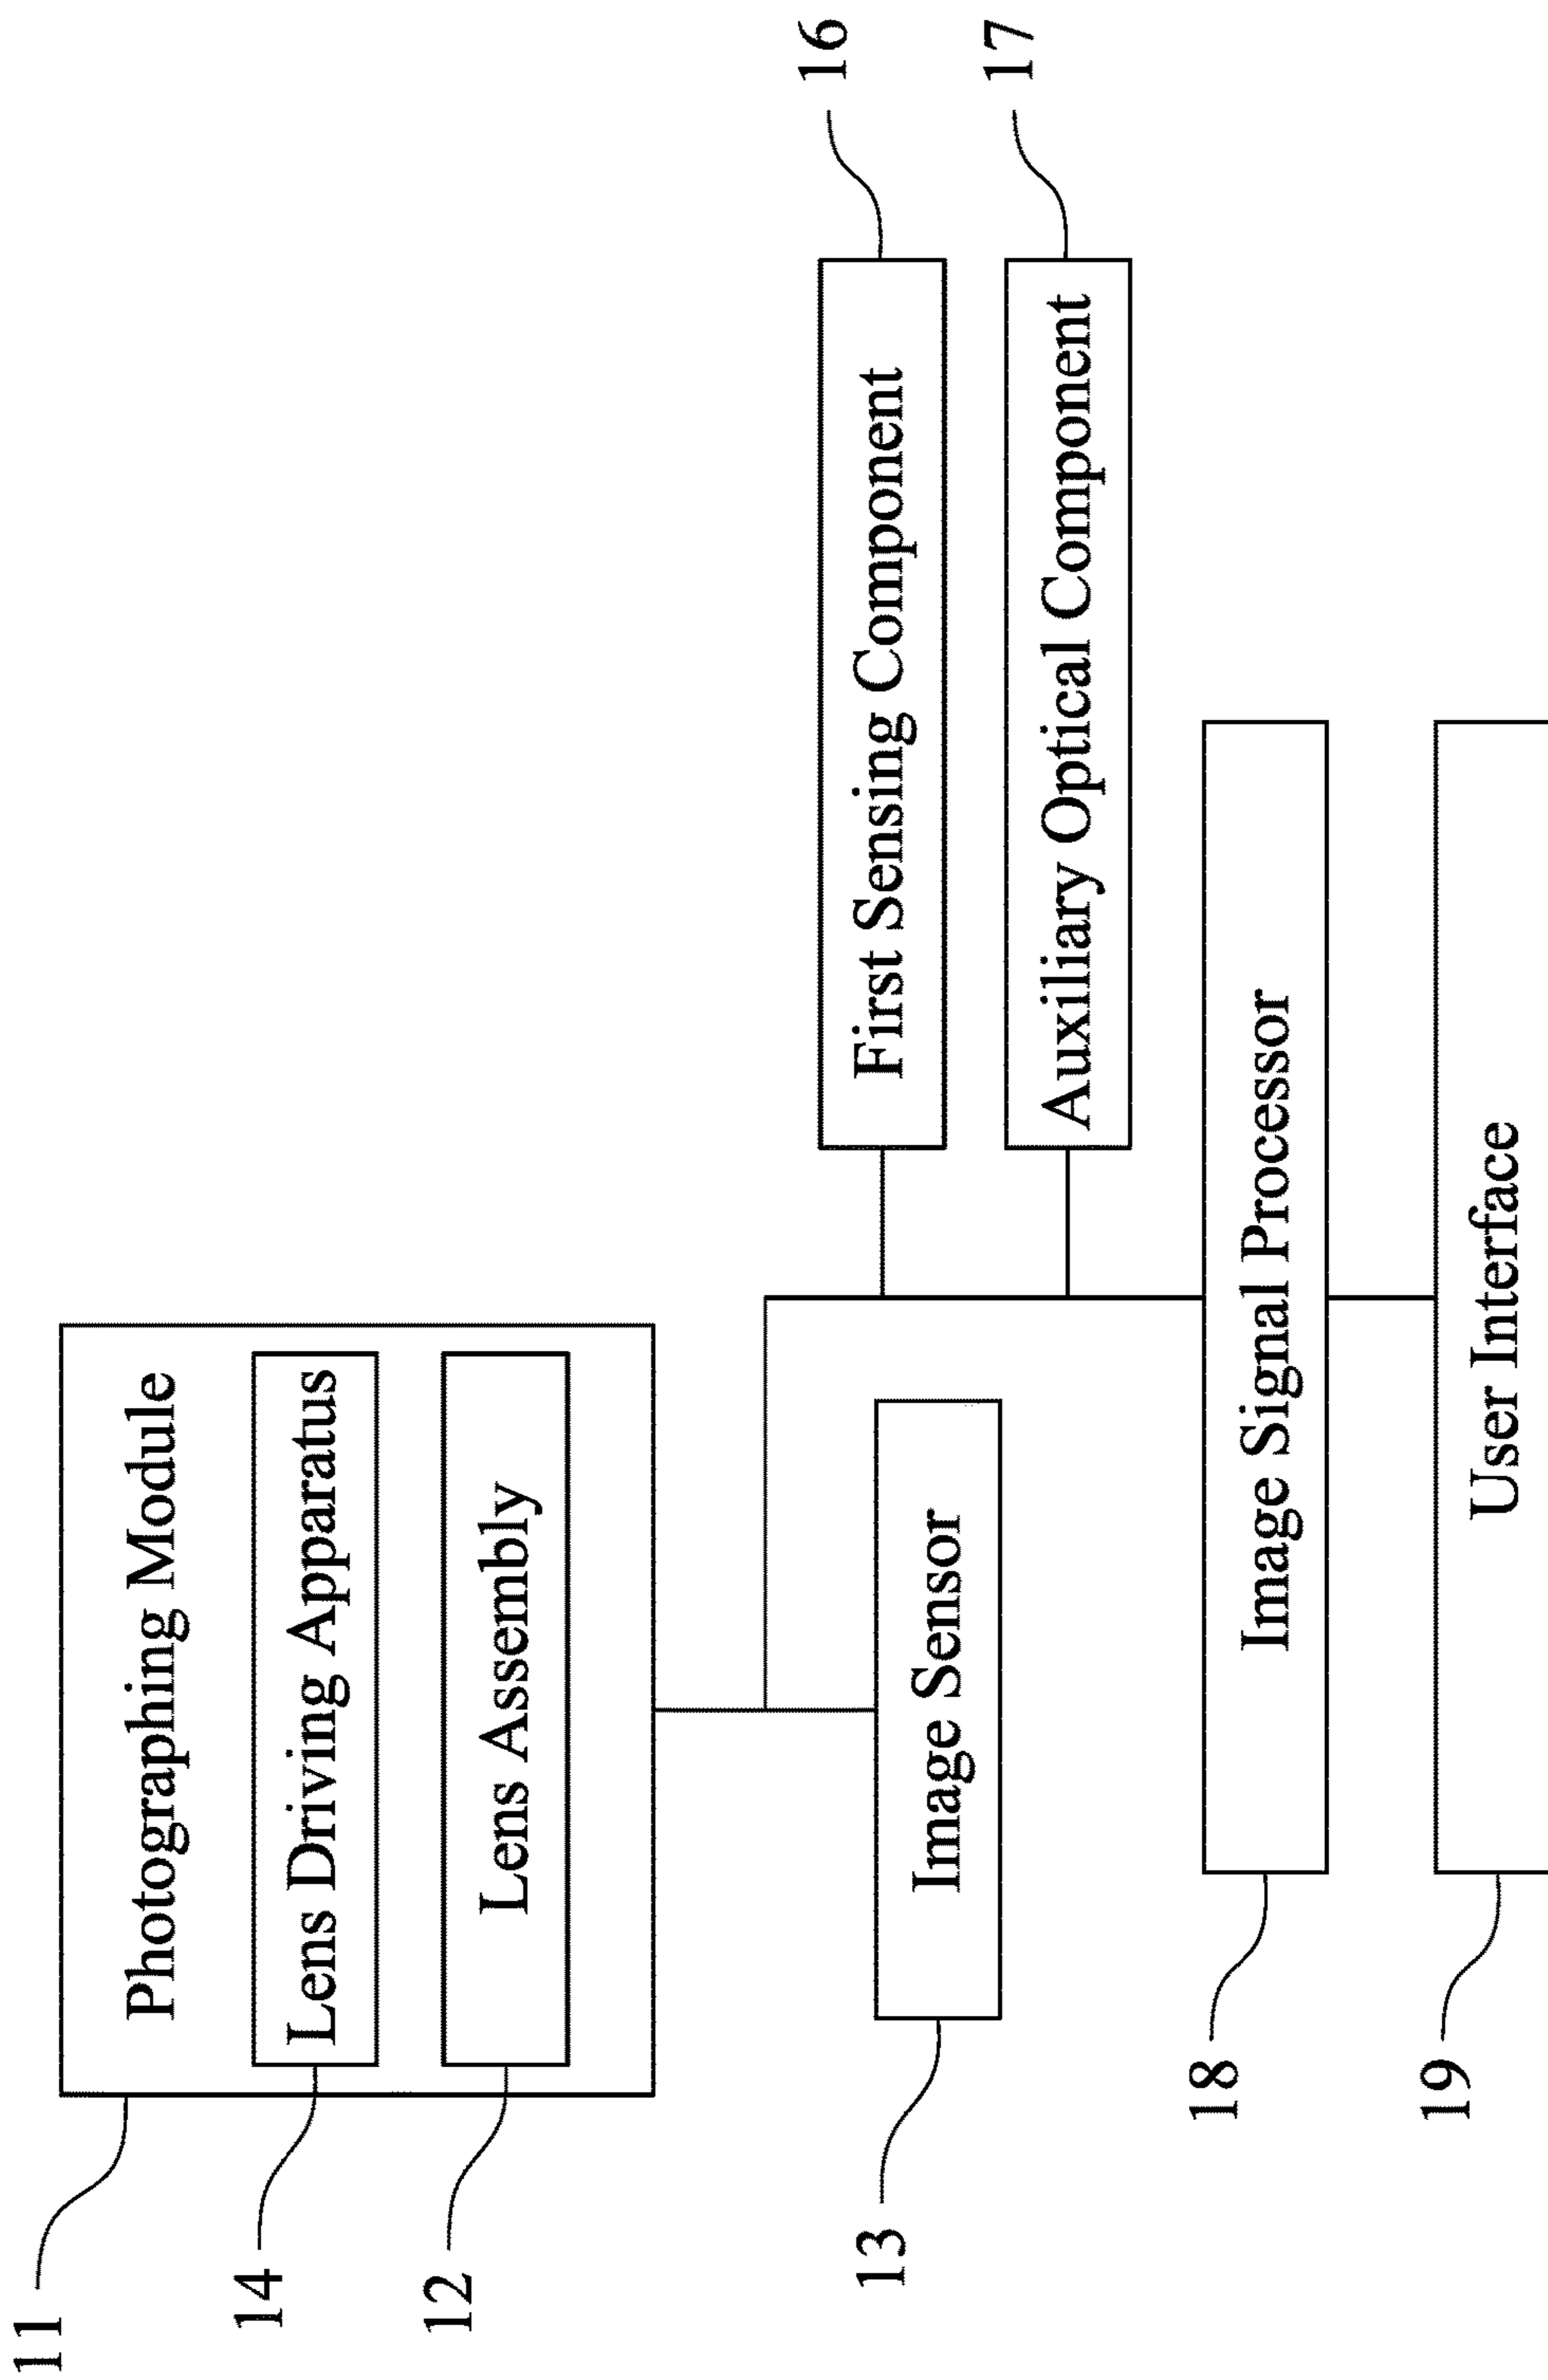 11
Photographing Module
14
Lens Driving Apparatus
12
Lens Assembly
13
Image Sensor
First Sensing Component
16
Auxiliary Optical Component
17
18
Image Signal Processor
19
User Interface